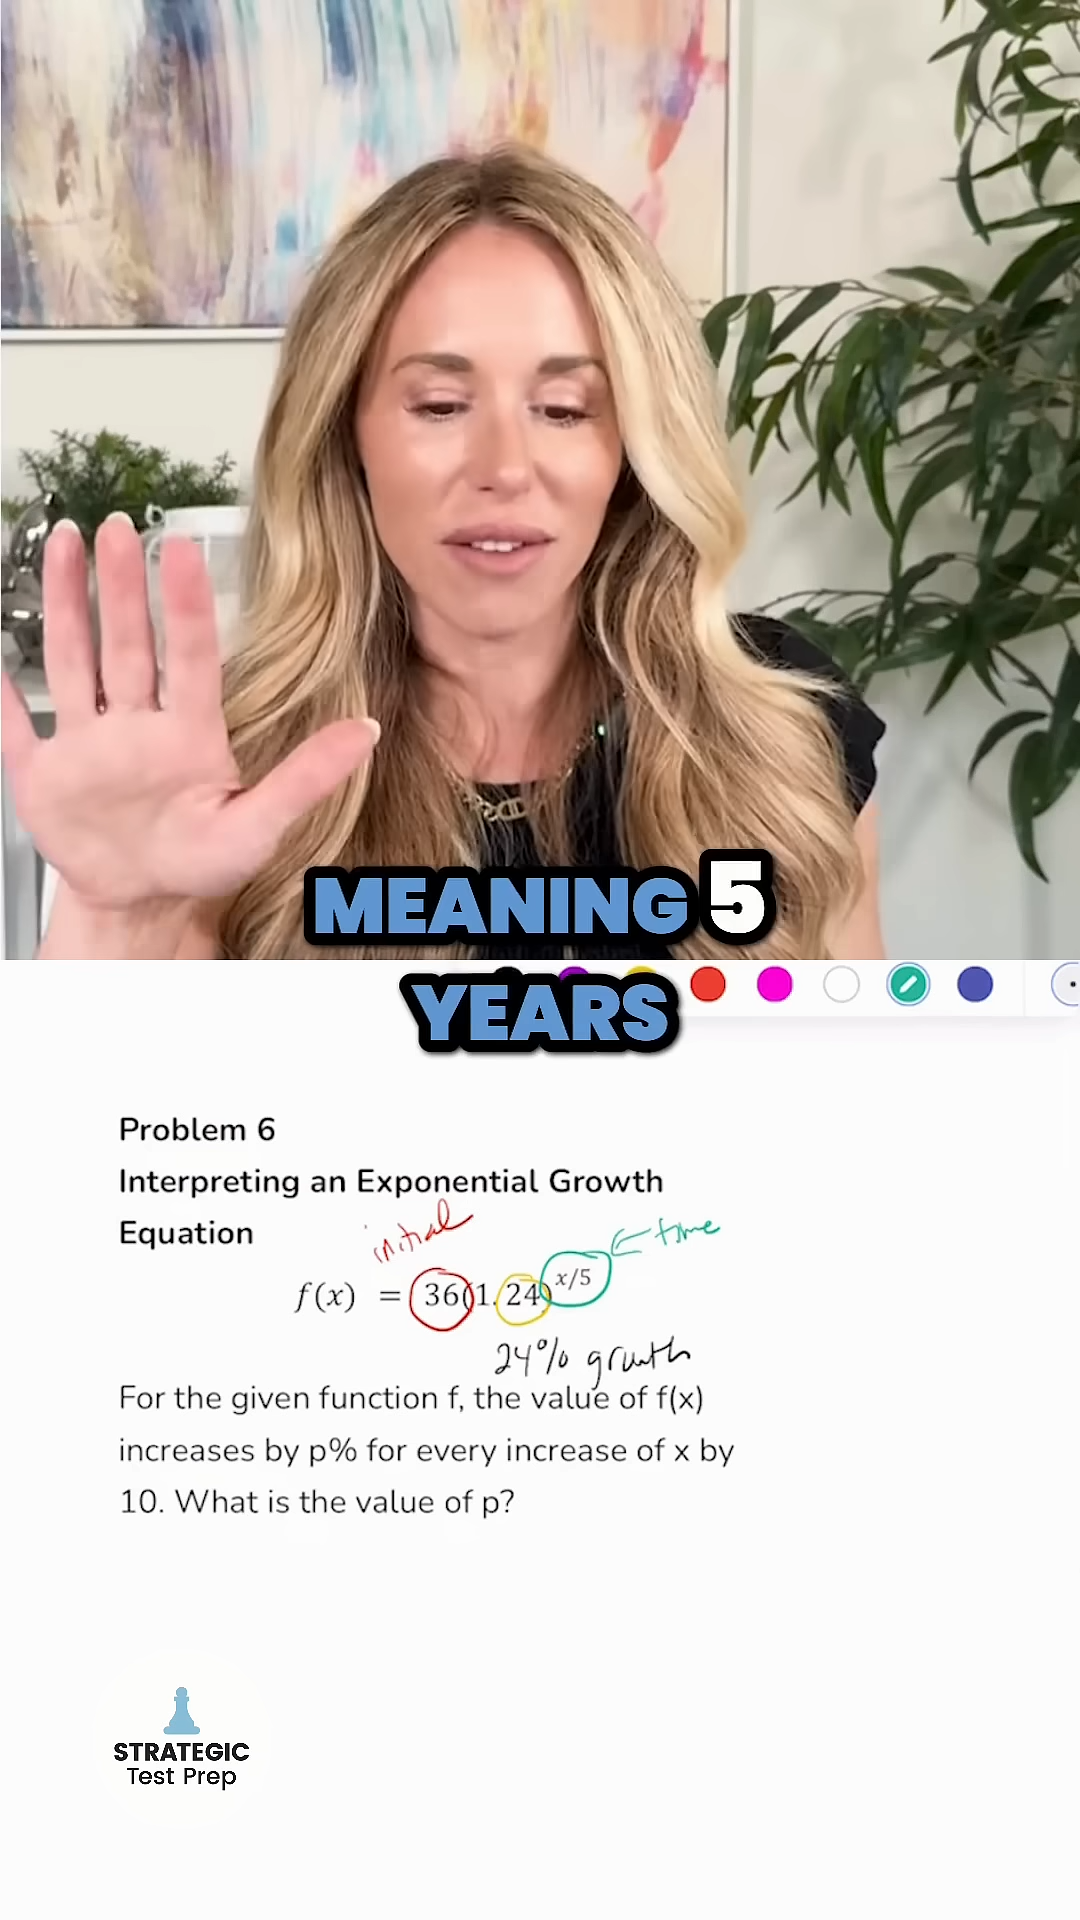 MEANING 5
YEARS
Problem 6
Interpreting an Exponential Growth
Equation
initial
time
f(x) = 36(1.24)^{x/5}
24% growth
For the given function f, the value of f(x)
increases by p% for every increase of x by
10. What is the value of p?
STRATEGIC
Test Prep